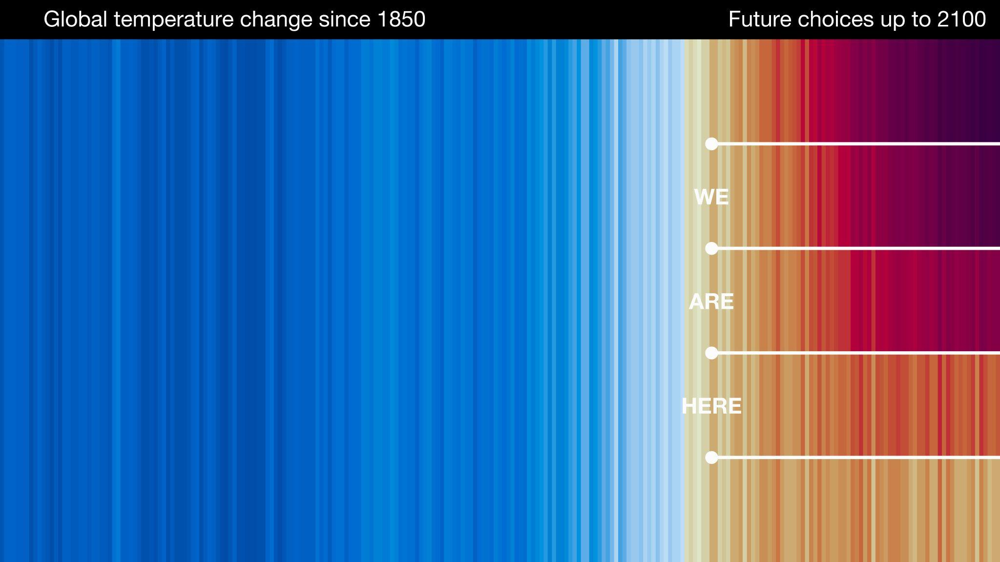 Global temperature change since 1850
Future choices up to 2100
WE
ARE
HERE